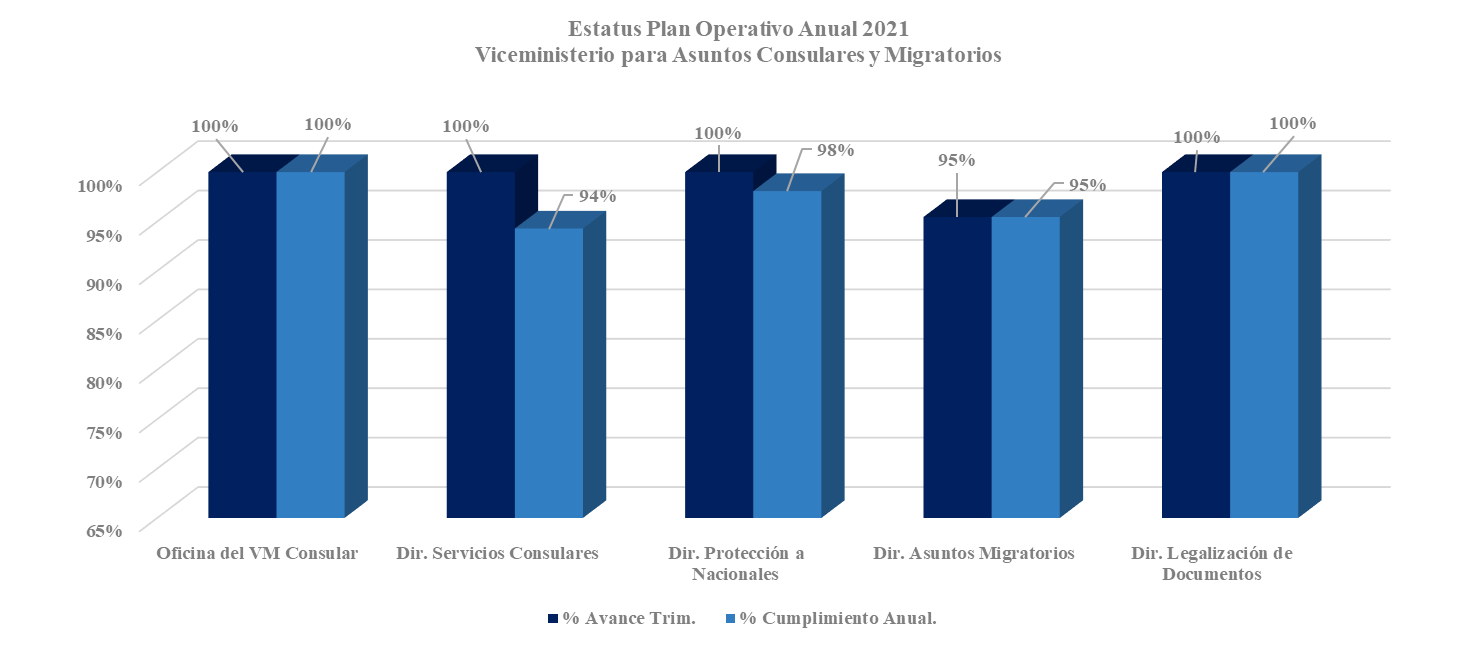 Estatus Plan Operativo Anual 2021
Viceministerio para Asuntos Consulares y Migratorios
100%
100%
100%
94%
100%
98%
95%
95%
100%
100%
100%
95%
90%
85%
80%
75%
70%
65%
Oficina del VM Consular
Dir. Servicios Consulares
Dir. Protección a
Nacionales
Dir. Asuntos Migratorios
Dir. Legalización de
Documentos
% Avance Trim.
% Cumplimiento Anual.